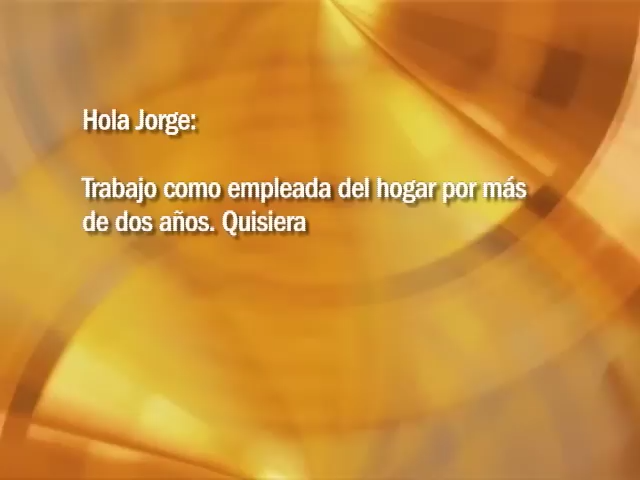 Hola Jorge:
Trabajo como empleada del hogar por más
de dos años. Quisiera